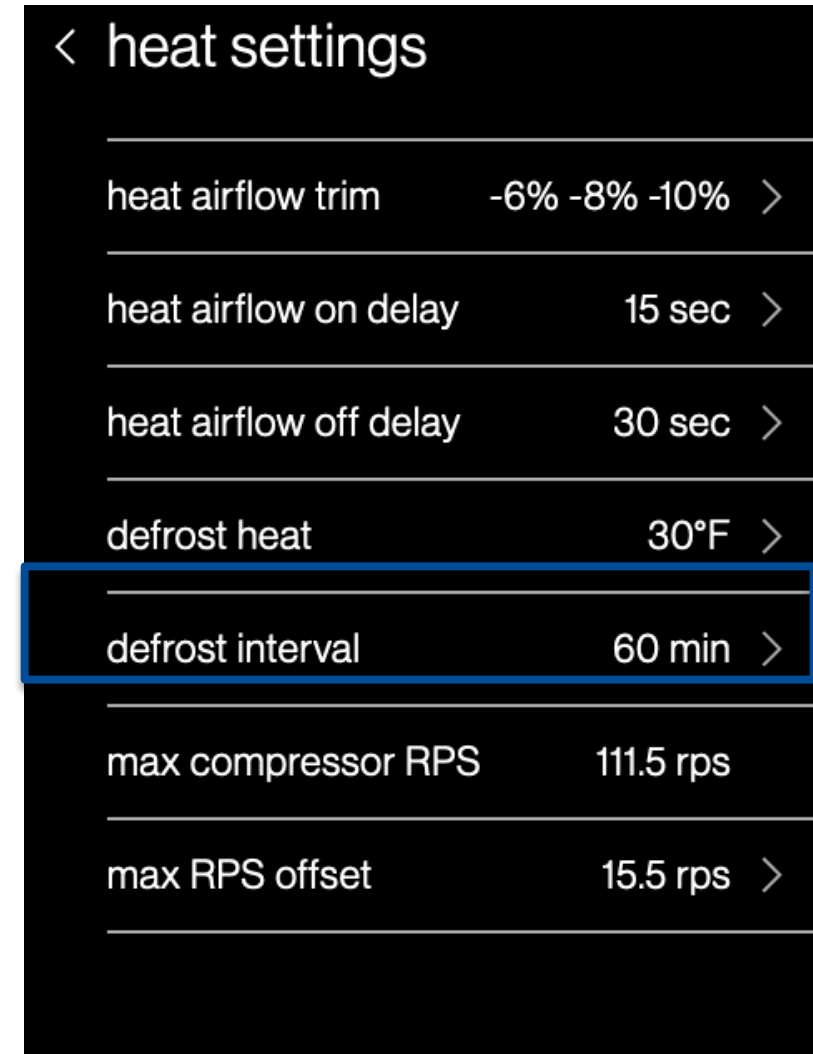 heat settings
heat airflow trim -6% -8% -10%
heat airflow on delay 15 sec
heat airflow off delay 30 sec
defrost heat 30°F
defrost interval 60 min
max compressor RPS 111.5 rps
max RPS offset 15.5 rps